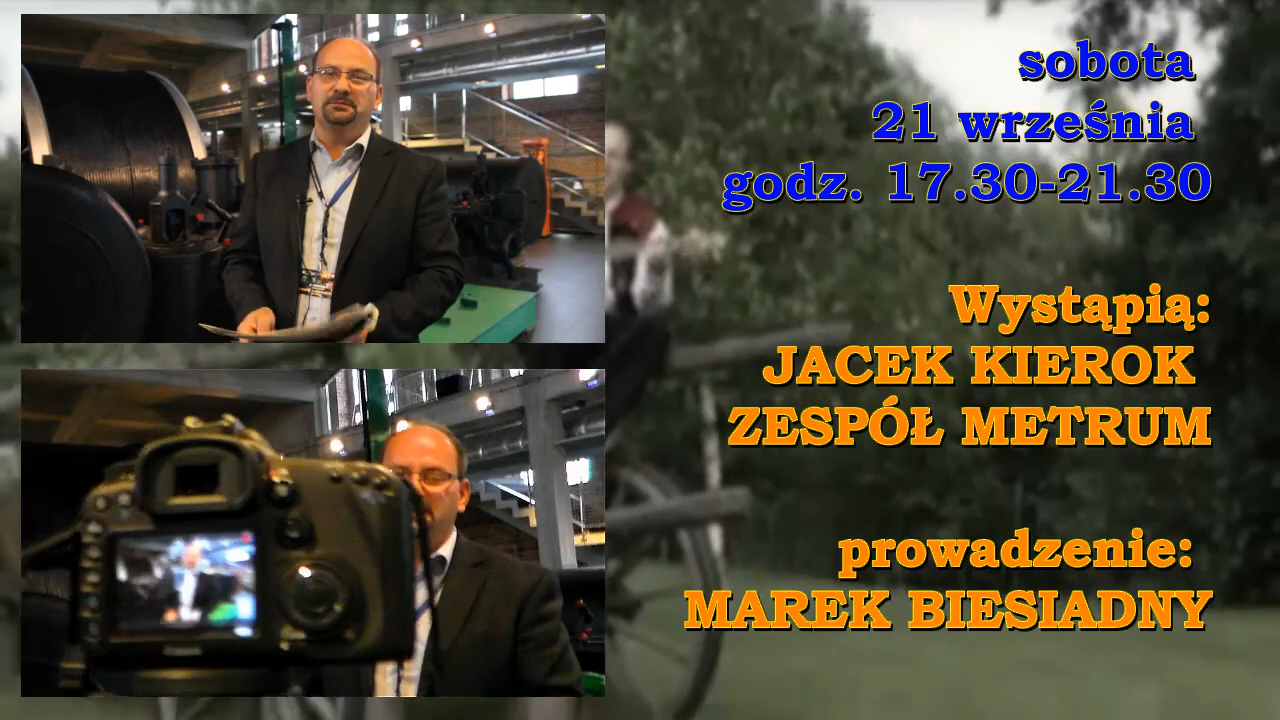 sobota
21 września
godz. 17.30-21.30
Wystąpią:
JACEK KIEROK
ZESPÓŁ METRUM
prowadzenie:
MAREK BIESIADNY